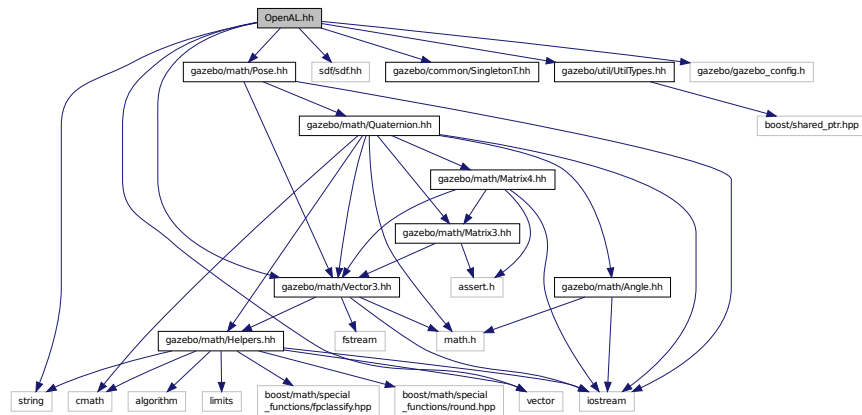 OpenAL.hh
gazebo/math/Pose.hh
sdf/sdf.hh
gazebo/common/SingletonT.hh
gazebo/util/UtilTypes.hh
gazebo/gazebo_config.h
gazebo/math/Quaternion.hh
boost/shared_ptr.hpp
gazebo/math/Matrix4.hh
gazebo/math/Matrix3.hh
gazebo/math/Vector3.hh
assert.h
gazebo/math/Angle.hh
gazebo/math/Helpers.hh
fstream
math.h
string
cmath
algorithm
limits
boost/math/special
_functions/fpclassify.hpp
boost/math/special
_functions/round.hpp
vector
iostream